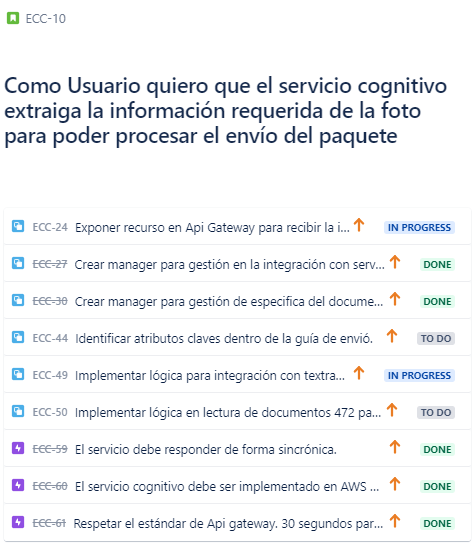 ECC-10
Como Usuario quiero que el servicio cognitivo
extraiga la información requerida de la foto
para poder procesar el envío del paquete
ECC-24 Exponer recurso en Api Gateway para recibir la i... IN PROGRESS
ECC-27 Crear manager para gestión en la integración con serv... DONE
ECC-30 Crear manager para gestión de especifica del docume... DONE
ECC-44 Identificar atributos claves dentro de la guía de envió. TO DO
ECC-49 Implementar lógica para integración con textra... IN PROGRESS
ECC-50 Implementar lógica en lectura de documentos 472 pa... TO DO
ECC-59 El servicio debe responder de forma sincrónica. DONE
ECC-60 El servicio cognitivo debe ser implementado en AWS ... DONE
ECC-61 Respetar el estándar de Api gateway. 30 segundos par... DONE